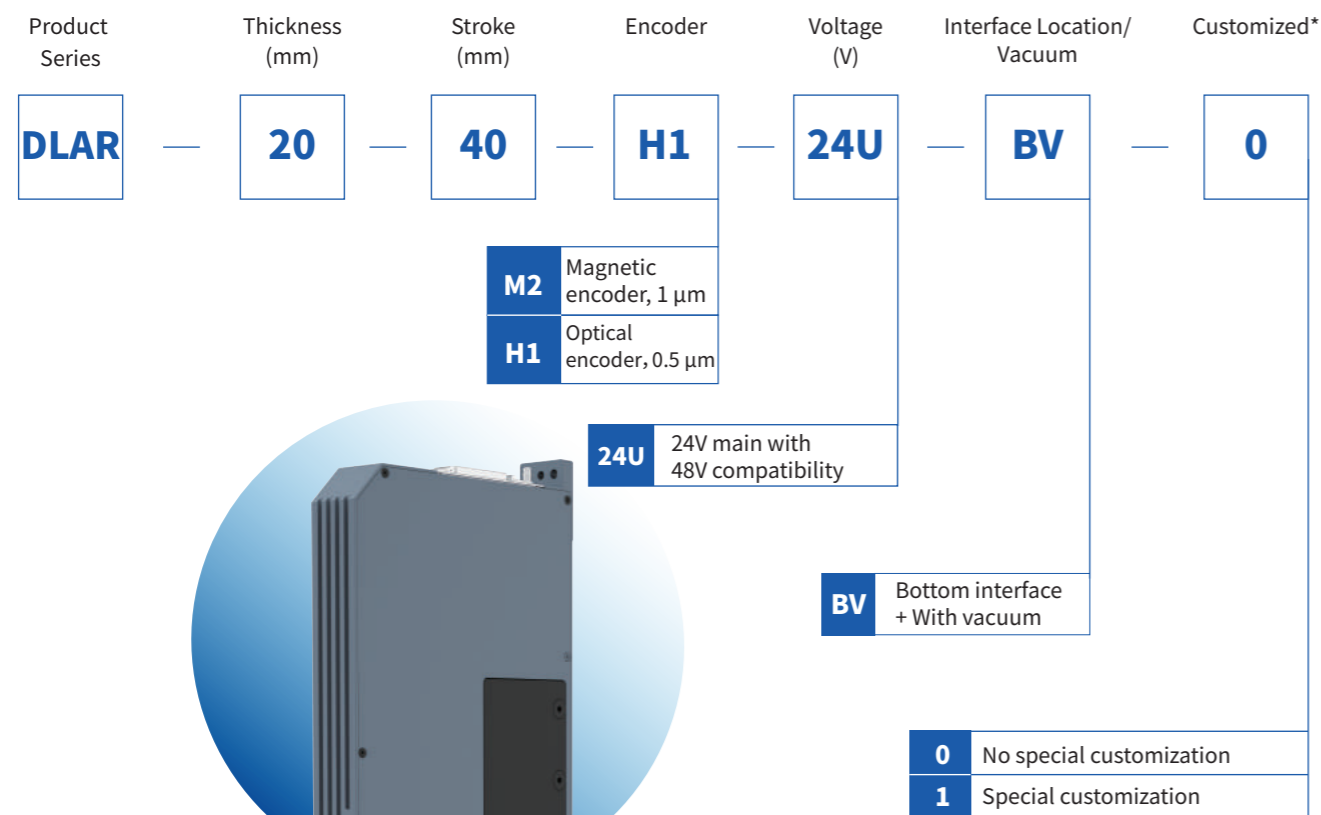 Product
Series
Thickness
(mm)
Stroke
(mm)
Encoder
Voltage
(V)
Interface Location/
Vacuum
Customized*
DLAR — 20 — 40 — H1 — 24U — BV — 0
M2
Magnetic
encoder, 1 μm
H1
Optical
encoder，0.5 μm
24U
24V main with
48V compatibility
BV
Bottom interface
+ With vacuum
0 No special customization
1 Special customization